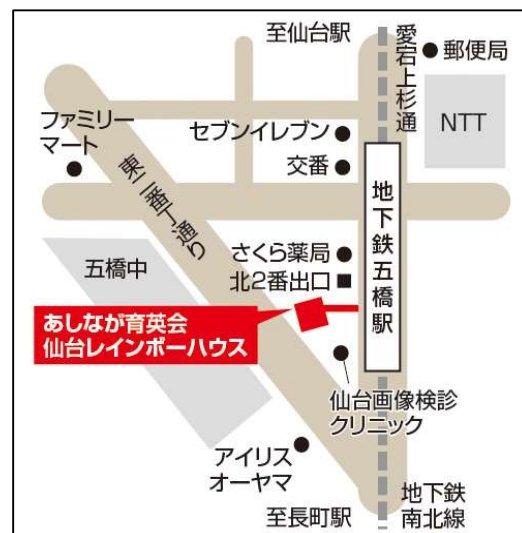 至仙台駅
愛宕上杉通
郵便局
ファミリー
マート
セブンイレブン
交番
NTT
東二番丁通り
地下鉄五橋駅
五橋中
さくら薬局
北2番出口
あしなが育英会
仙台レインボーハウス
仙台画像検診
クリニック
アイリス
オーヤマ
至長町駅
地下鉄
南北線